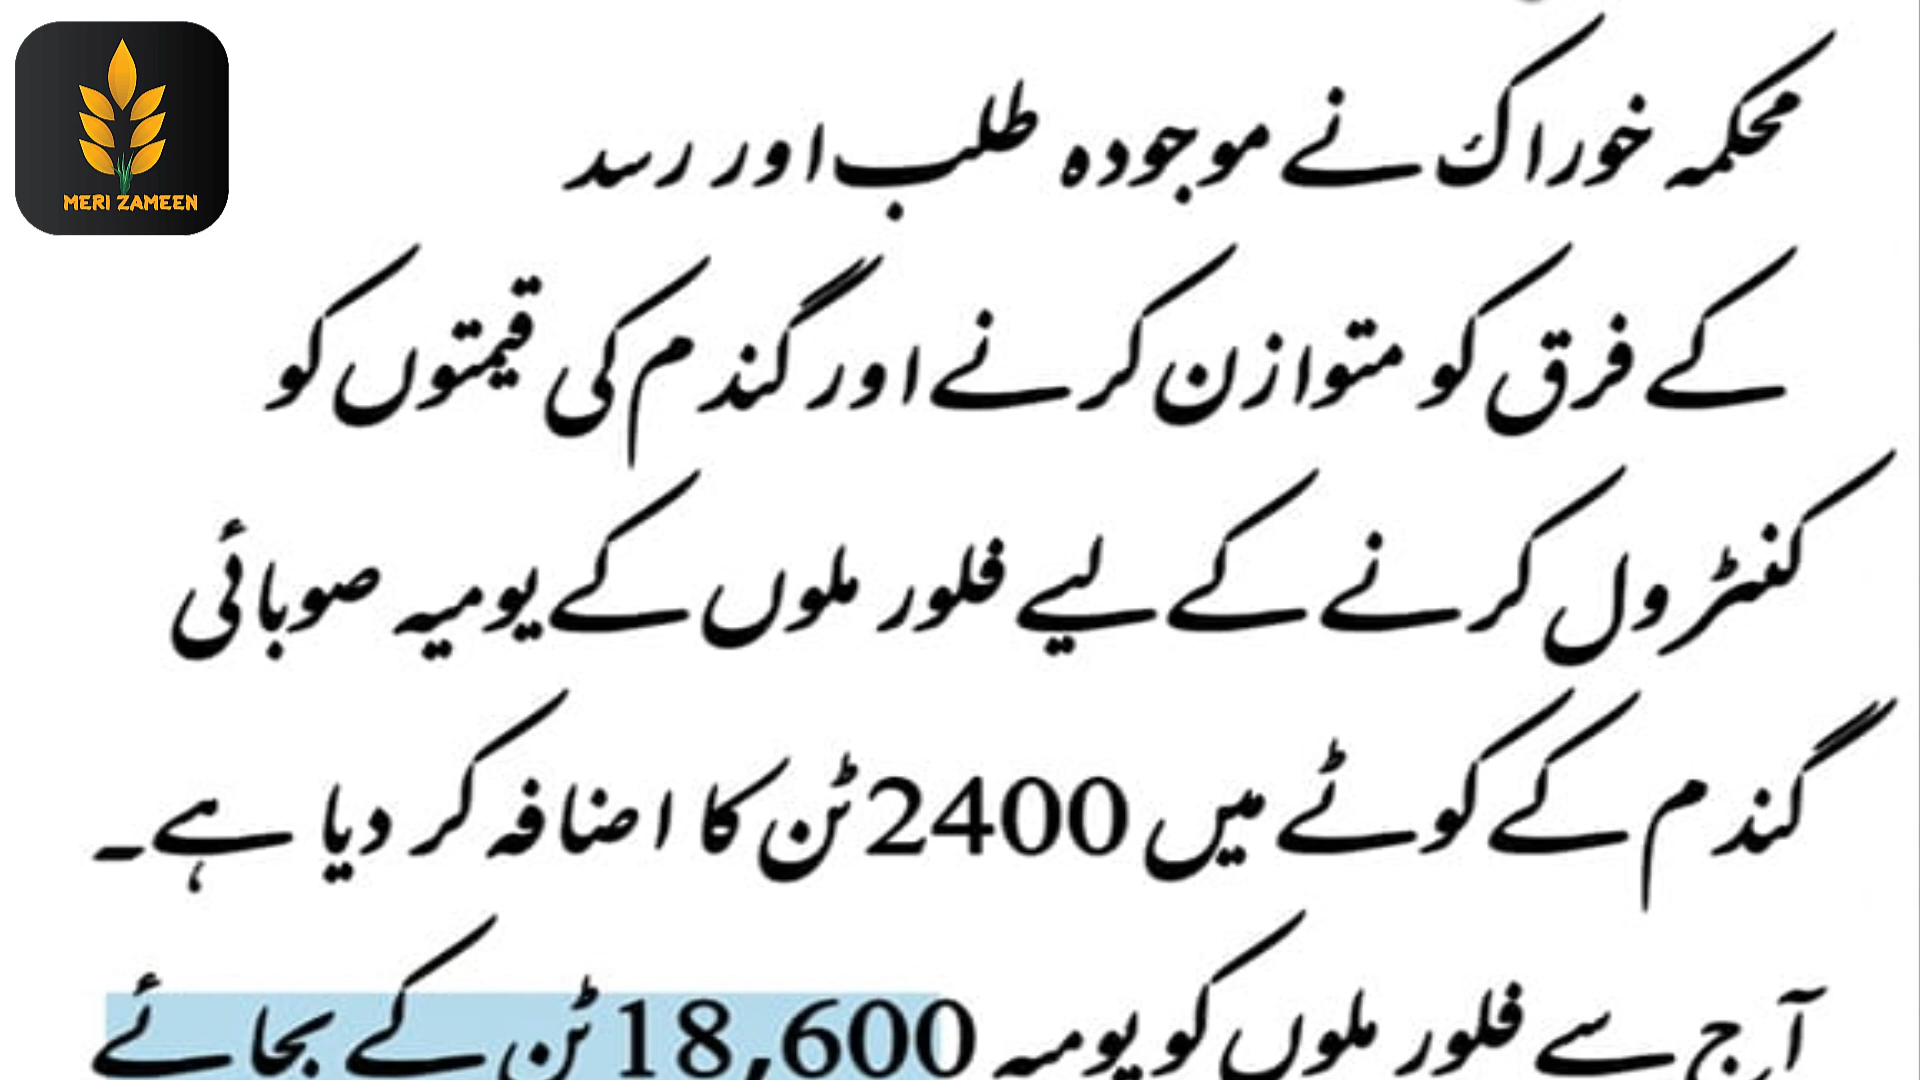 MERI ZAMEEN
محکمہ خوراک نے موجودہ طلب اور رسد
کے فرق کو متوازن کرنے اور گندم کی قیمتوں کو
کنٹرول کرنے کے لیے فلور ملوں کے یومیہ صوبائی
گندم کے کوٹے میں 2400 ٹن کا اضافہ کر دیا ہے۔
آج سے فلور ملوں کو یومیہ 18,600 ٹن کے بجائے